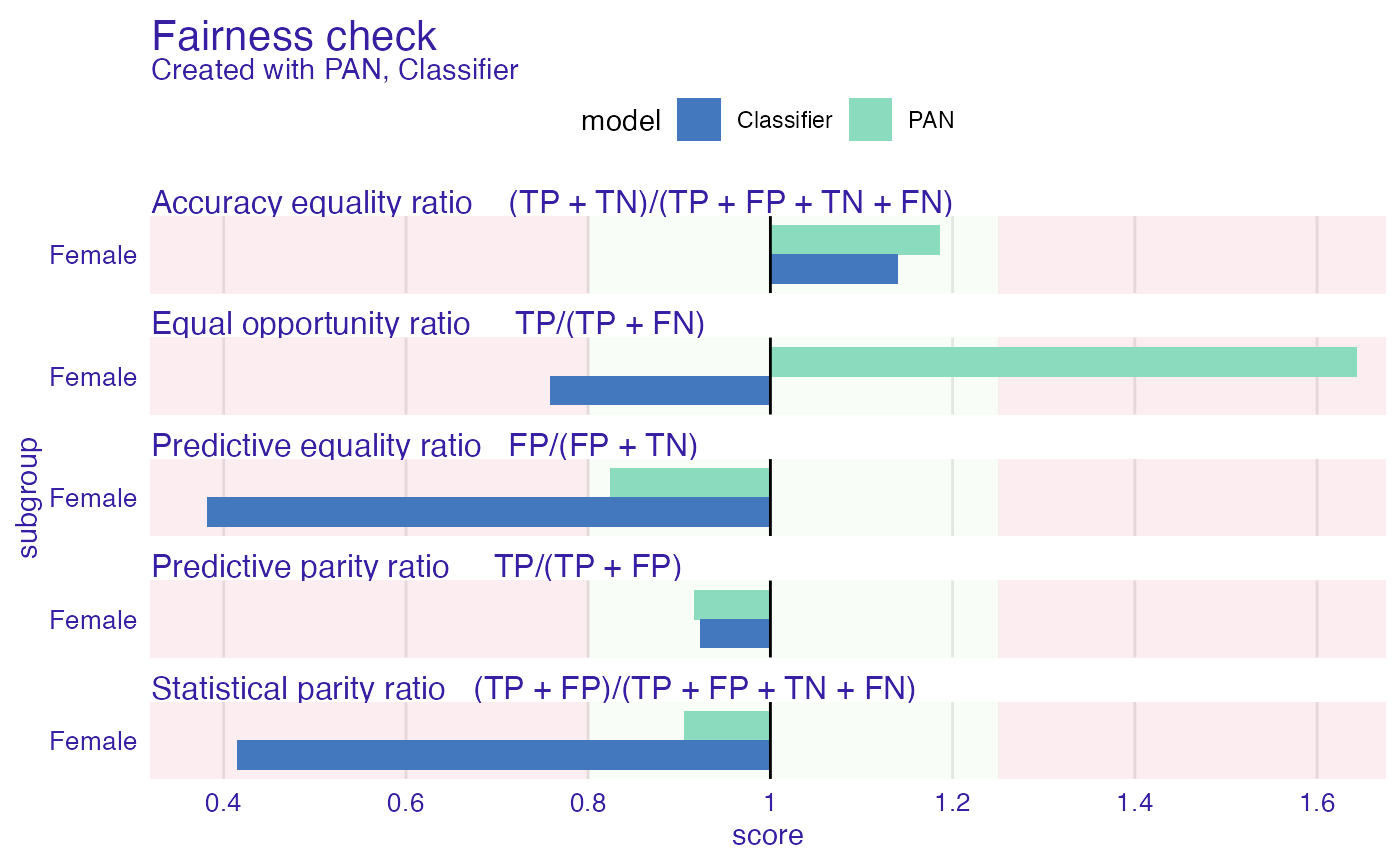 Fairness check
Created with PAN, Classifier
model Classifier PAN
Accuracy equality ratio (TP + TN)/(TP + FP + TN + FN)
Female
Equal opportunity ratio TP/(TP + FN)
Female
Predictive equality ratio FP/(FP + TN)
Female
Predictive parity ratio TP/(TP + FP)
Female
Statistical parity ratio (TP + FP)/(TP + FP + TN + FN)
Female
subgroup
0.4 0.6 0.8 1 1.2 1.4 1.6
score